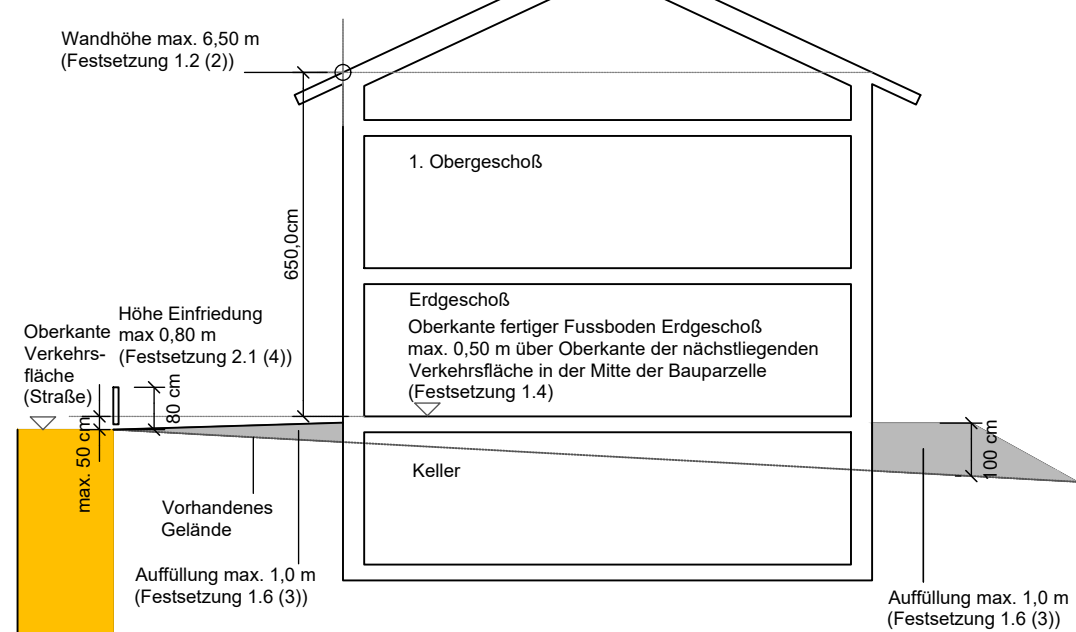 Wandhöhe max. 6,50 m
(Festsetzung 1.2 (2))
1. Obergeschoß
650,0cm
Erdgeschoß
Oberkante fertiger Fussboden Erdgeschoß
max. 0,50 m über Oberkante der nächstliegenden
Verkehrsfläche in der Mitte der Bauparzelle
(Festsetzung 1.4)
Höhe Einfriedung
max 0,80 m
(Festsetzung 2.1 (4))
Oberkante
Verkehrs-
fläche
(Straße)
80 cm
max. 50 cm
100 cm
Keller
Vorhandenes
Gelände
Auffüllung max. 1,0 m
(Festsetzung 1.6 (3))
Auffüllung max. 1,0 m
(Festsetzung 1.6 (3))